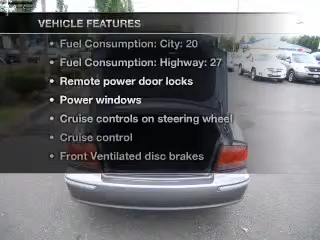 VEHICLE FEATURES
• Fuel Consumption: City: 20
• Fuel Consumption: Highway: 27
• Remote power door locks
• Power windows
• Cruise controls on steering wheel
• Cruise control
• Front Ventilated disc brakes